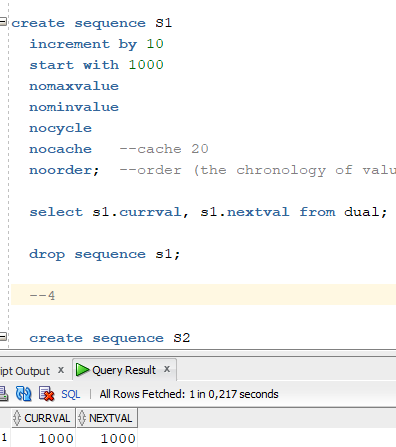 create sequence S1
increment by 10
start with 1000
nomaxvalue
nominvalue
nocycle
nocache --cache 20
noorder; --order (the chronology of valu
select s1.currval, s1.nextval from dual;
drop sequence s1;
--4
create sequence S2
ipt Output x Query Result x
SQL | All Rows Fetched: 1 in 0,217 seconds
CURRVAL NEXTVAL
1 1000 1000